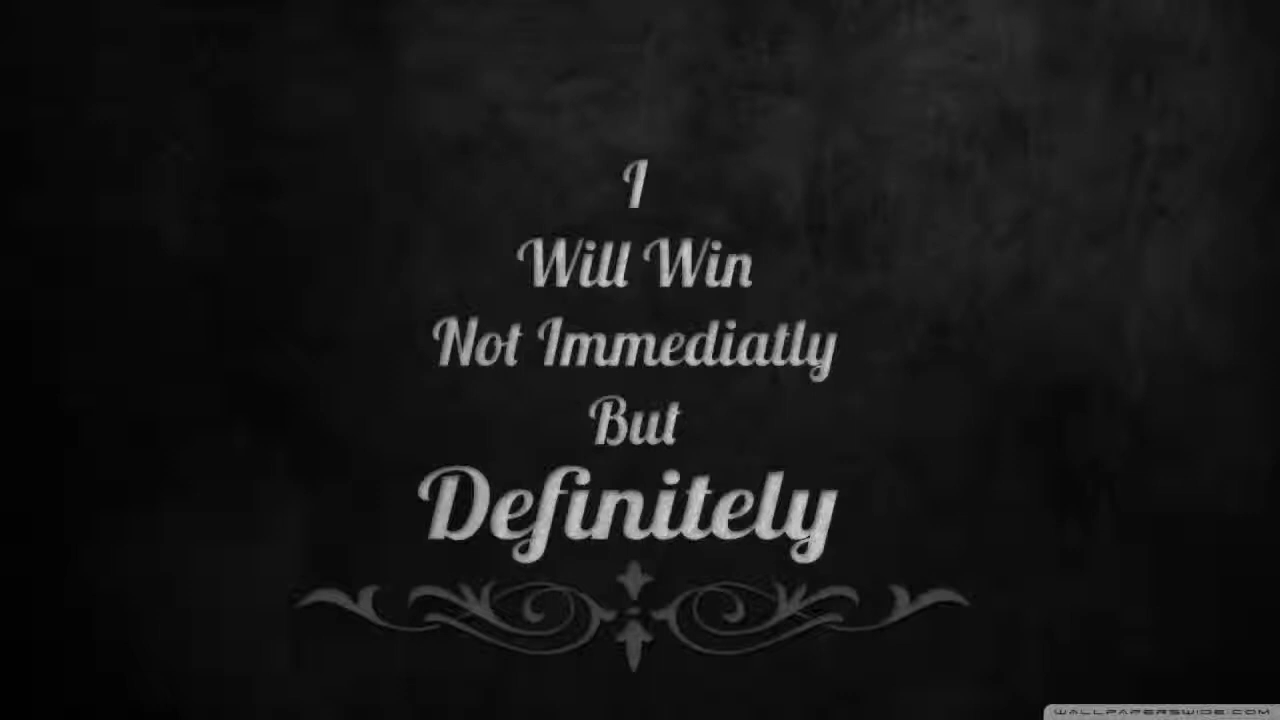 I
Will Win
Not Immediatly
But
Definitely
WALLPAPERSWIDE.COM